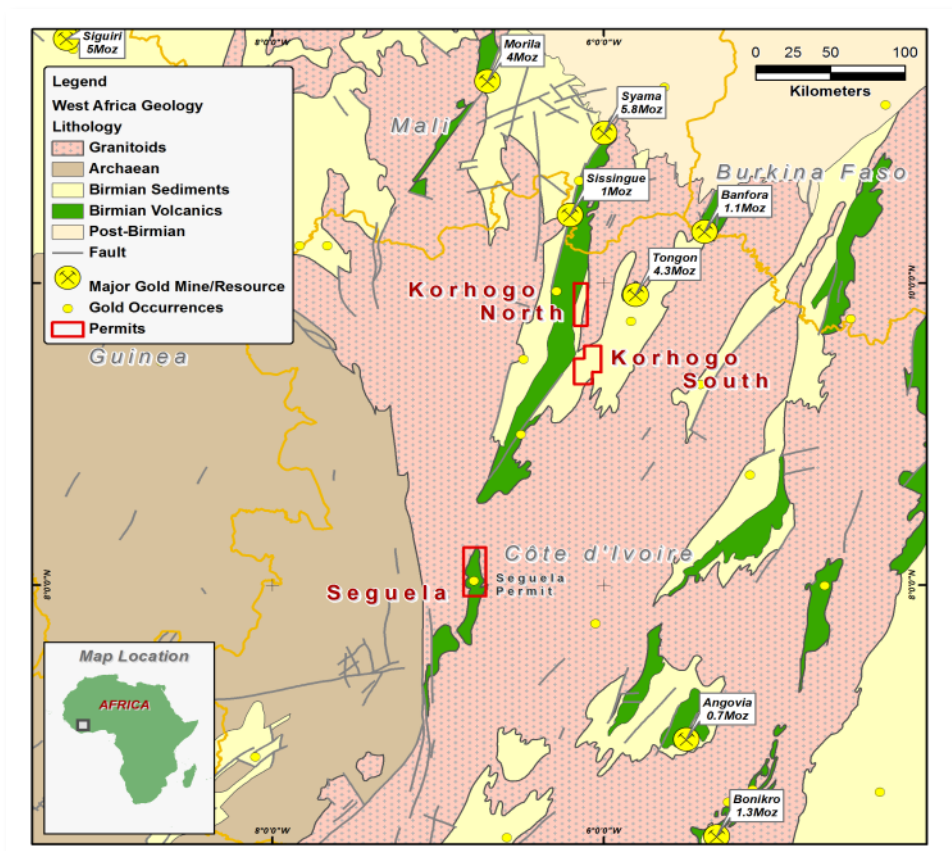 Siguiri
5Moz
8°0'0"W
Morila
4Moz
6°0'0"W
0 25 50 100
Kilometers
Legend
West Africa Geology
Lithology
Granitoids
Archaean
Birmian Sediments
Birmian Volcanics
Post-Birmian
Fault
Major Gold Mine/Resource
Gold Occurrences
Permits
Mali
Syama
5.8Moz
Burkina Faso
Sissingue
1Moz
Banfora
1.1Moz
Tongon
4.3Moz
10°0'0"N
Korhogo
North
Guinea
Korhogo
South
Côte d'Ivoire
8°0'0"N
8°0'0"N
Seguela
Seguela
Permit
Map Location
AFRICA
Angovia
0.7Moz
Bonikro
1.3Moz
8°0'0"W
6°0'0"W